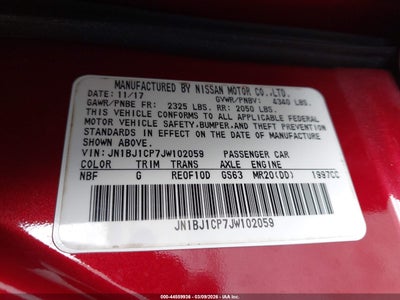 MANUFACTURED BY NISSAN MOTOR CO.,LTD.
DATE: 11/17 GVWR/PNBV: 4340 LBS.
GAWR/PNBE FR: 2325 LBS. RR: 2050 LBS.
THIS VEHICLE CONFORMS TO ALL APPLICABLE FEDERAL
MOTOR VEHICLE SAFETY,BUMPER,AND THEFT PREVENTION
STANDARDS IN EFFECT ON THE DATE OF MANUFACTURE
SHOWN ABOVE.
VIN: JN1BJ1CP7JW102059 PASSENGER CAR
COLOR TRIM TRANS AXLE ENGINE
NBF G RE0F10D GS63 MR20(DD) 1997CC
JN1BJ1CP7JW102059
000-44559936 - 03/09/2026 -